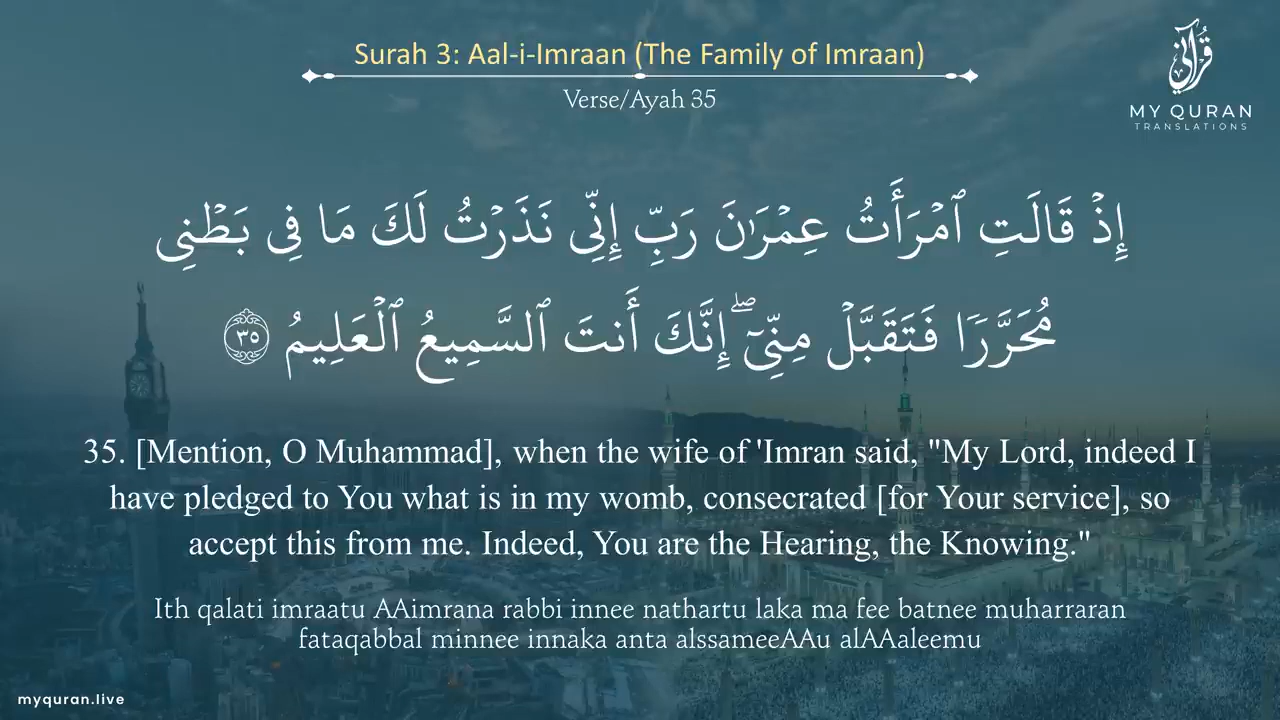 Surah 3: Aal-i-Imraan (The Family of Imraan)
Verse/Ayah 35
قرآني
MY QURAN
TRANSLATIONS
إِذْ قَالَتِ ٱمْرَأَتُ عِمْرَٰنَ رَبِّ إِنِّى نَذَرْتُ لَكَ مَا فِى بَطْنِى
مُحَرَّرًا فَتَقَبَّلْ مِنِّىٓ ۖ إِنَّكَ أَنتَ ٱلسَّمِيعُ ٱلْعَلِيمُ ٣٥
35. [Mention, O Muhammad], when the wife of 'Imran said, "My Lord, indeed I
have pledged to You what is in my womb, consecrated [for Your service], so
accept this from me. Indeed, You are the Hearing, the Knowing."
Ith qalati imraatu AAimrana rabbi innee nathartu laka ma fee batnee muharraran
fataqabbal minnee innaka anta alssameeAAu alAAaleemu
myquran.live